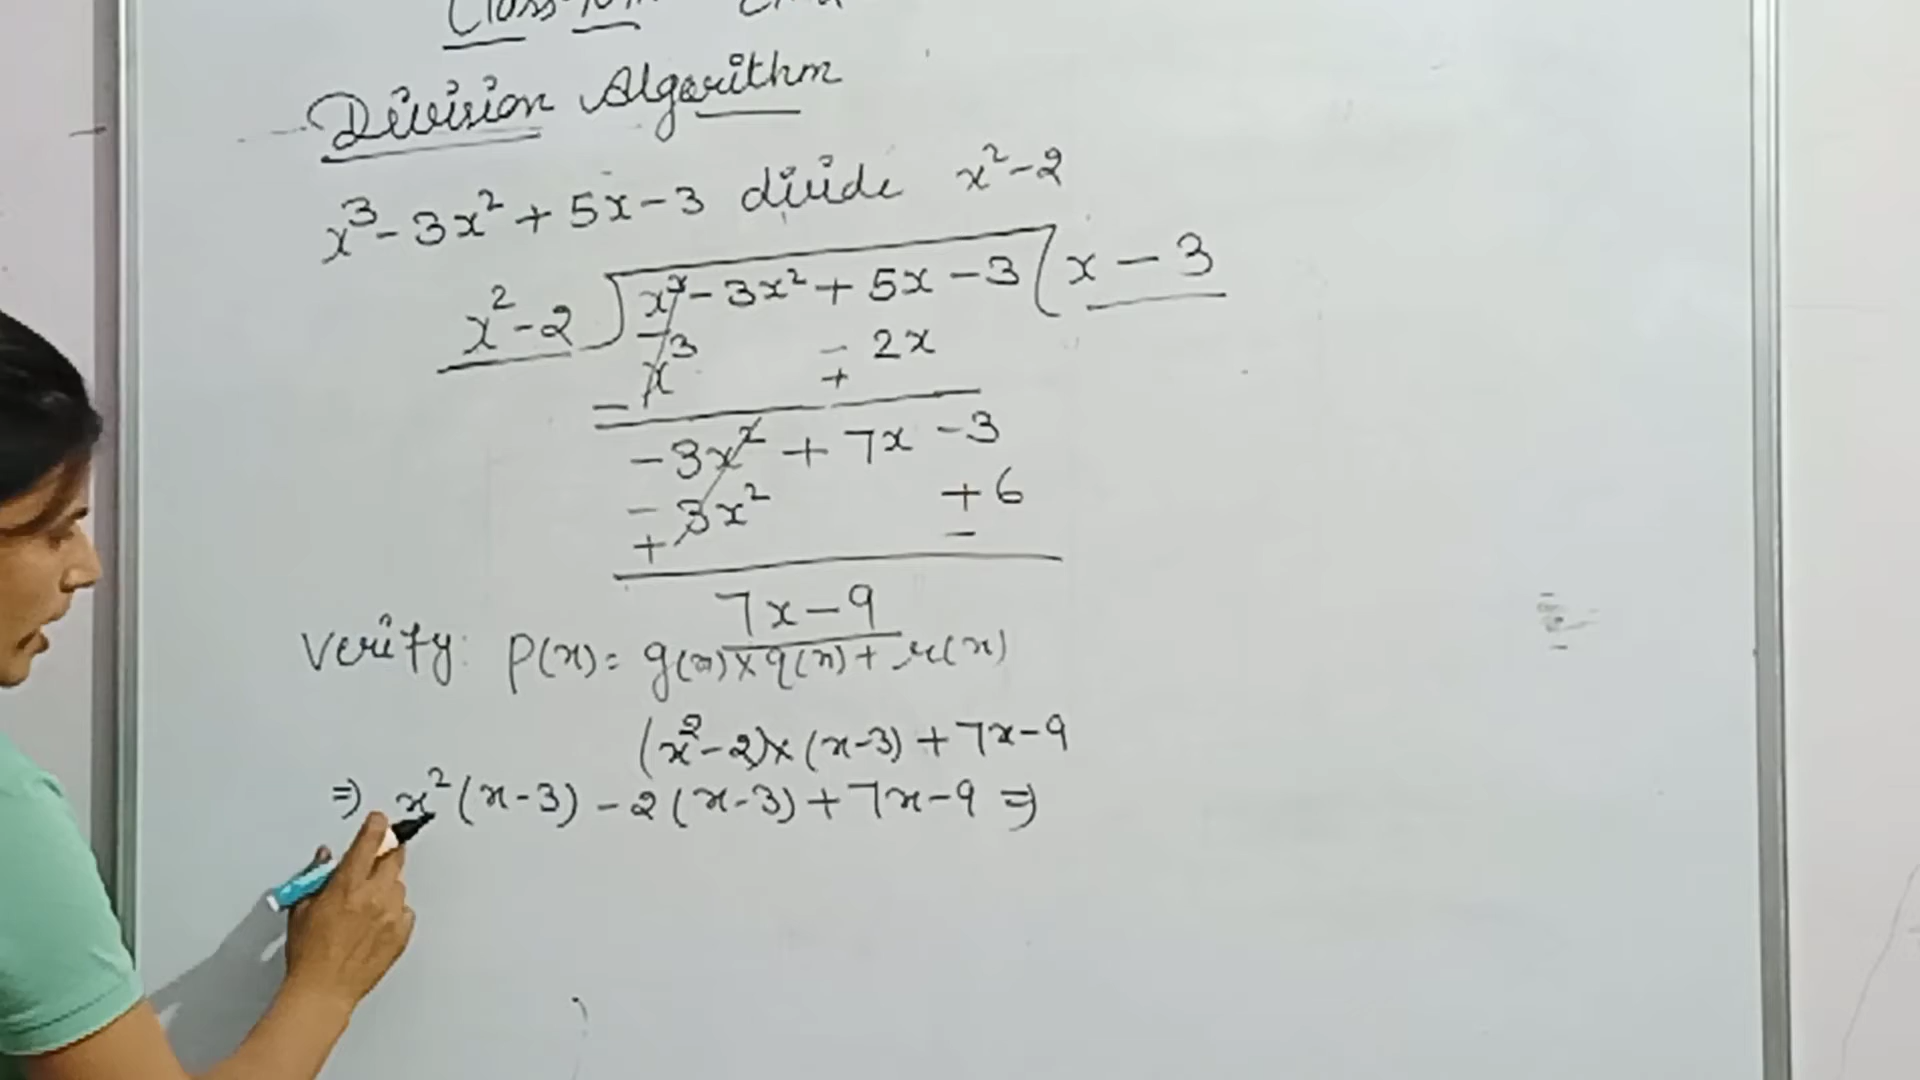 Division Algorithm
x³ - 3x² + 5x - 3 divide x² - 2
x² - 2 ) x³ - 3x² + 5x - 3 ( x - 3
x³ - 2x
- +
-3x² + 7x - 3
-3x² + 6
+ -
7x - 9
Verify: p(x) = g(x) × q(x) + r(x)
(x² - 2) × (x - 3) + 7x - 9
⇒ x² (x - 3) - 2 (x - 3) + 7x - 9 ⇒